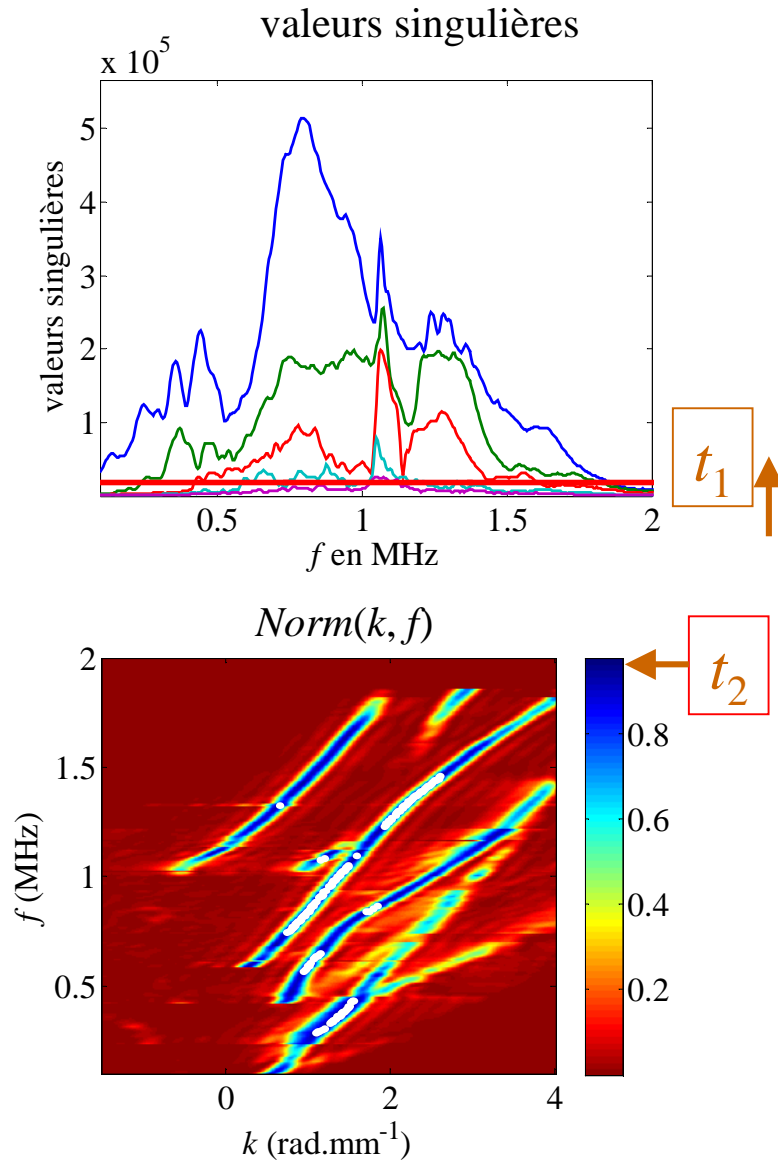 valeurs singulières
x 10⁵
valeurs singulières
5
4
3
2
1
0.5
1
1.5
2
f en MHz
t₁
Norm(k, f)
f (MHz)
2
1.5
1
0.5
0
2
4
k (rad.mm⁻¹)
0.8
0.6
0.4
0.2
t₂